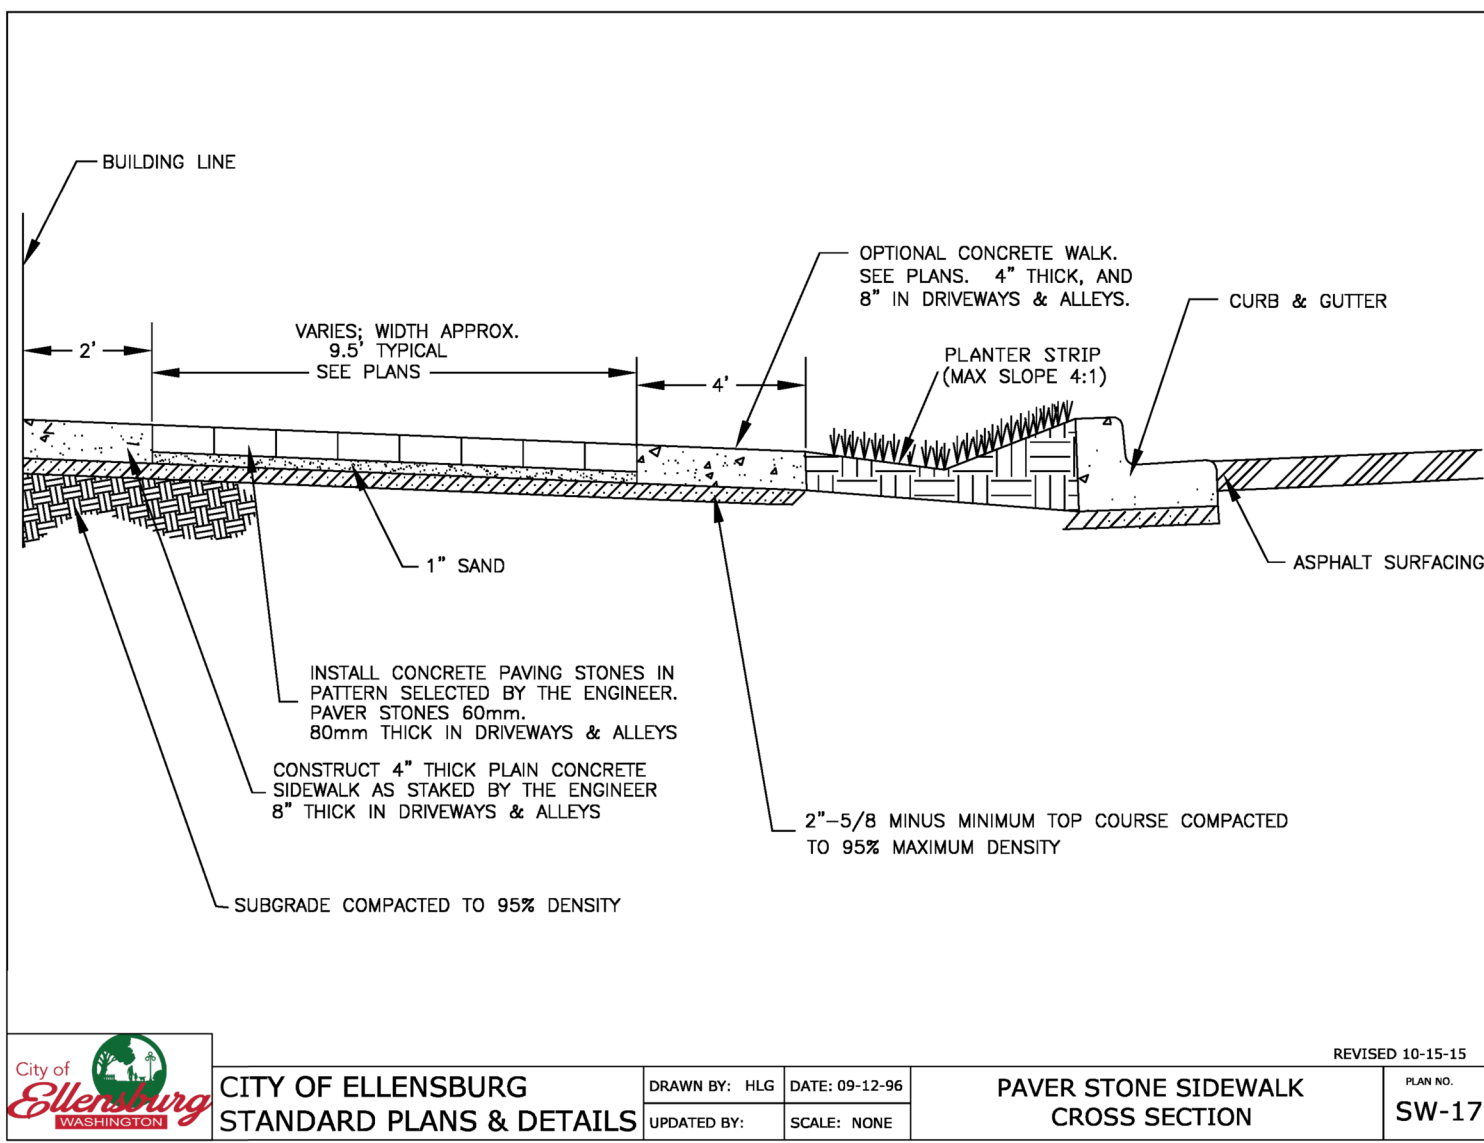 BUILDING LINE
OPTIONAL CONCRETE WALK.
SEE PLANS. 4" THICK, AND
8" IN DRIVEWAYS & ALLEYS.
CURB & GUTTER
VARIES; WIDTH APPROX.
9.5' TYPICAL
SEE PLANS
2'
4'
PLANTER STRIP
(MAX SLOPE 4:1)
1" SAND
ASPHALT SURFACING
INSTALL CONCRETE PAVING STONES IN
PATTERN SELECTED BY THE ENGINEER.
PAVER STONES 60mm.
80mm THICK IN DRIVEWAYS & ALLEYS
CONSTRUCT 4" THICK PLAIN CONCRETE
SIDEWALK AS STAKED BY THE ENGINEER
8" THICK IN DRIVEWAYS & ALLEYS
2"-5/8 MINUS MINIMUM TOP COURSE COMPACTED
TO 95% MAXIMUM DENSITY
SUBGRADE COMPACTED TO 95% DENSITY
REVISED 10-15-15
City of
Ellensburg
WASHINGTON
CITY OF ELLENSBURG
STANDARD PLANS & DETAILS
DRAWN BY: HLG
DATE: 09-12-96
UPDATED BY:
SCALE: NONE
PAVER STONE SIDEWALK
CROSS SECTION
PLAN NO.
SW-17